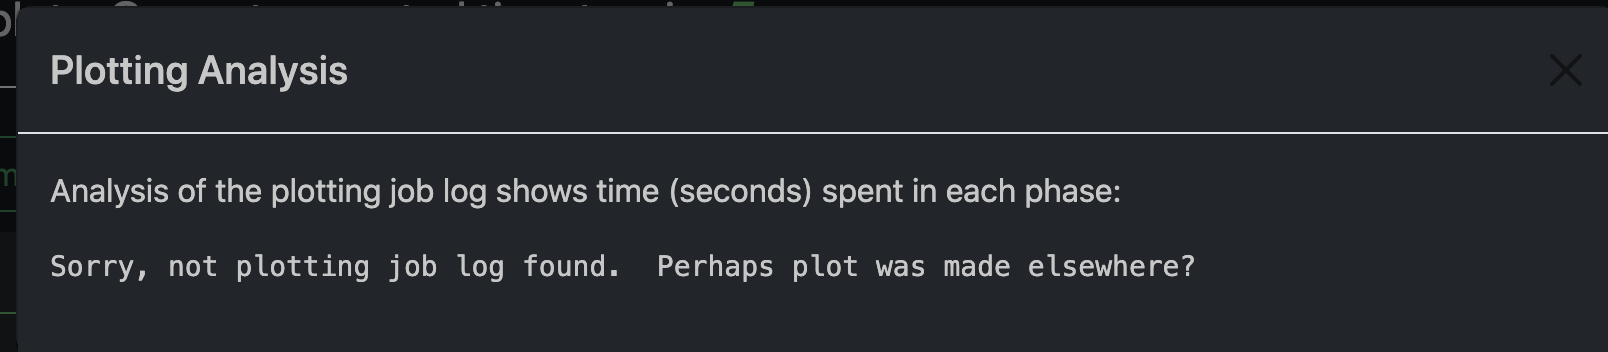 Plotting Analysis
Analysis of the plotting job log shows time (seconds) spent in each phase:
Sorry, not plotting job log found.  Perhaps plot was made elsewhere?